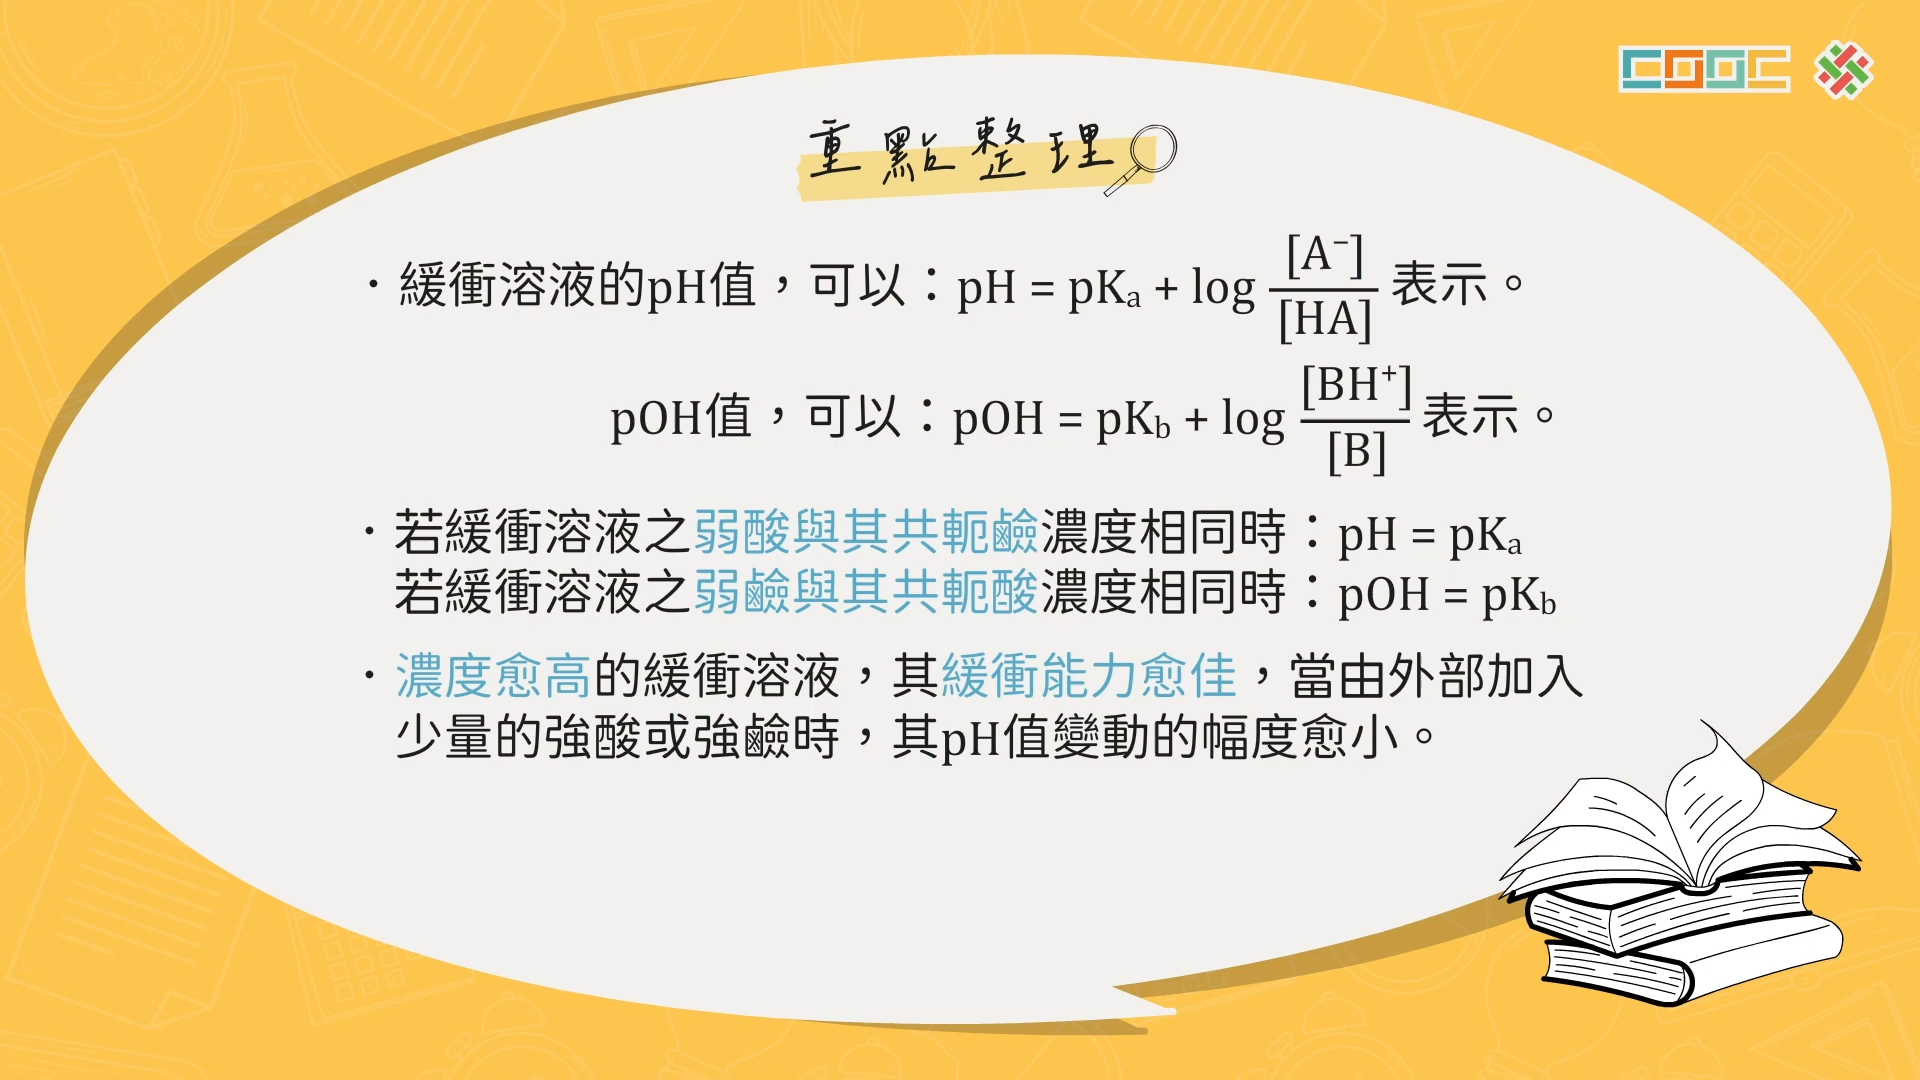 COOC
重點整理
・緩衝溶液的pH值，可以：pH = pKₐ + log [A⁻]/[HA] 表示。
pOH值，可以：pOH = pK_b + log [BH⁺]/[B] 表示。
・若緩衝溶液之弱酸與其共軛鹼濃度相同時：pH = pKₐ
若緩衝溶液之弱鹼與其共軛酸濃度相同時：pOH = pK_b
・濃度愈高的緩衝溶液，其緩衝能力愈佳，當由外部加入
少量的強酸或強鹼時，其pH值變動的幅度愈小。